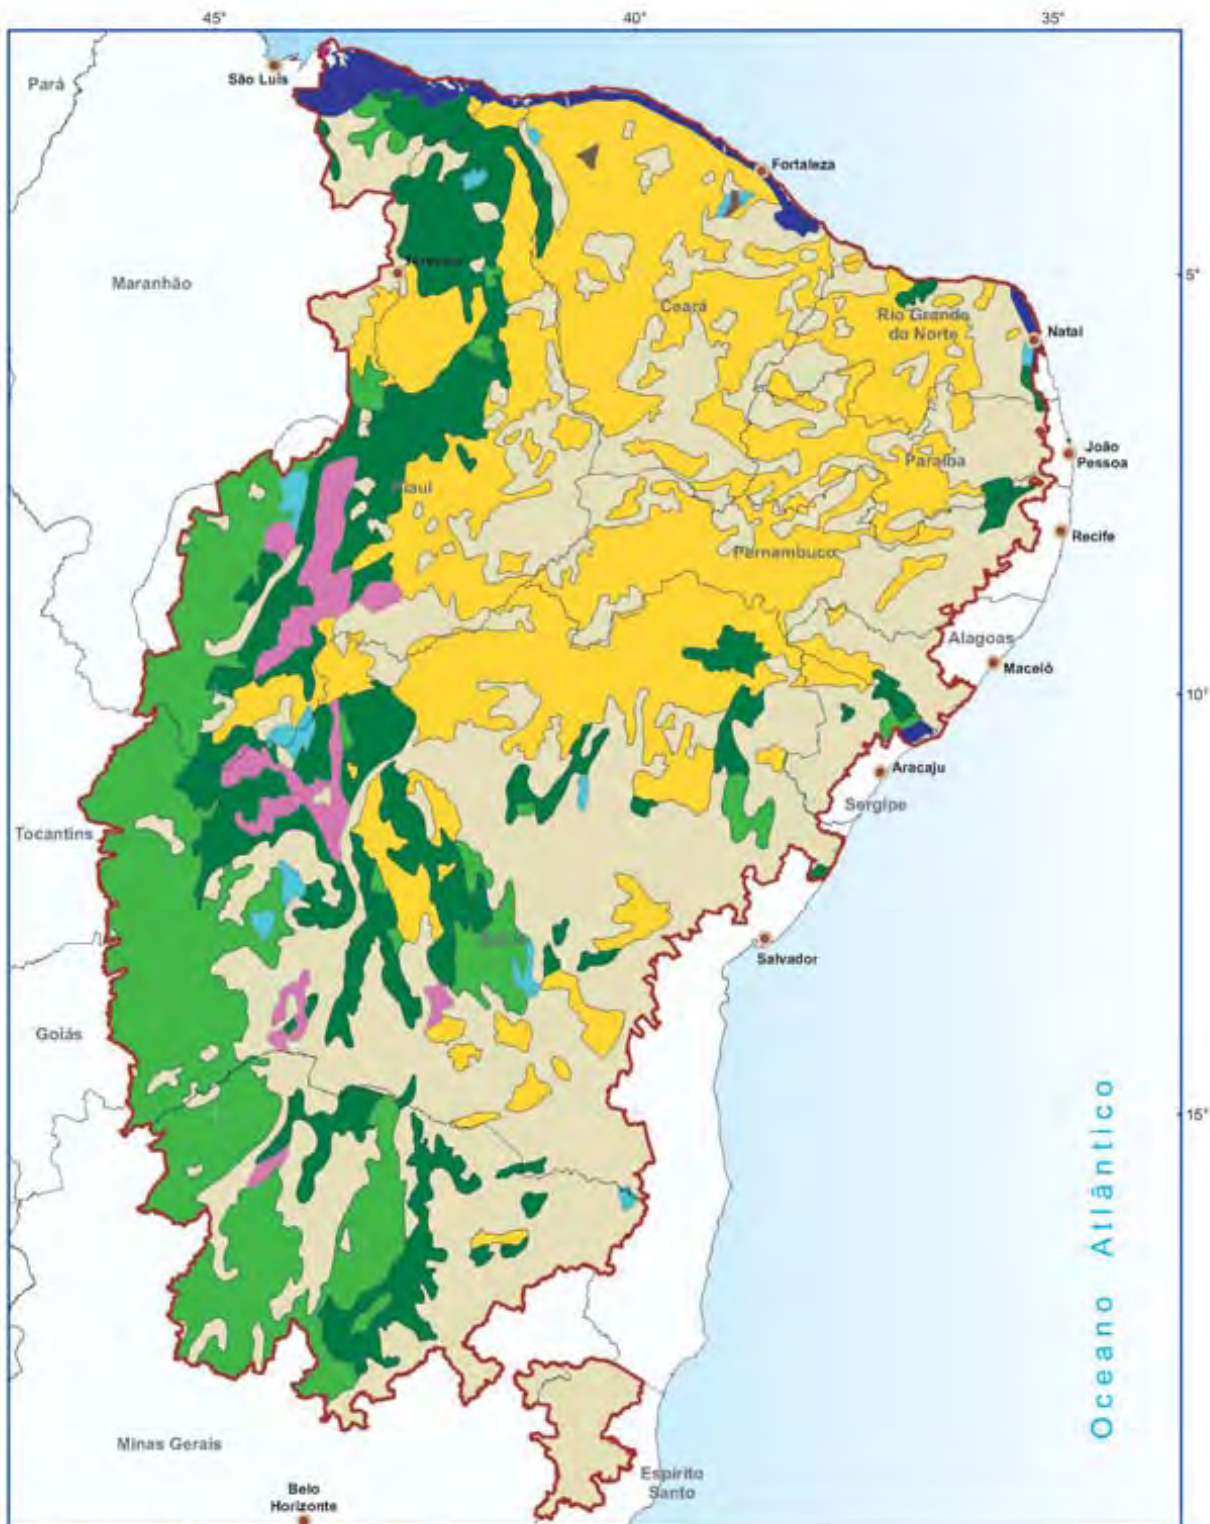 45°
40°
35°
São Luís
Pará
Fortaleza
Teresina
5°
Maranhão
Ceará
Rio Grande
do Norte
Natal
João
Pessoa
Paraíba
Piauí
Recife
Pernambuco
Alagoas
Maceió
10°
Aracaju
Sergipe
Tocantins
Salvador
Goiás
15°
Oceano Atlântico
Minas Gerais
Espírito
Santo
Belo
Horizonte